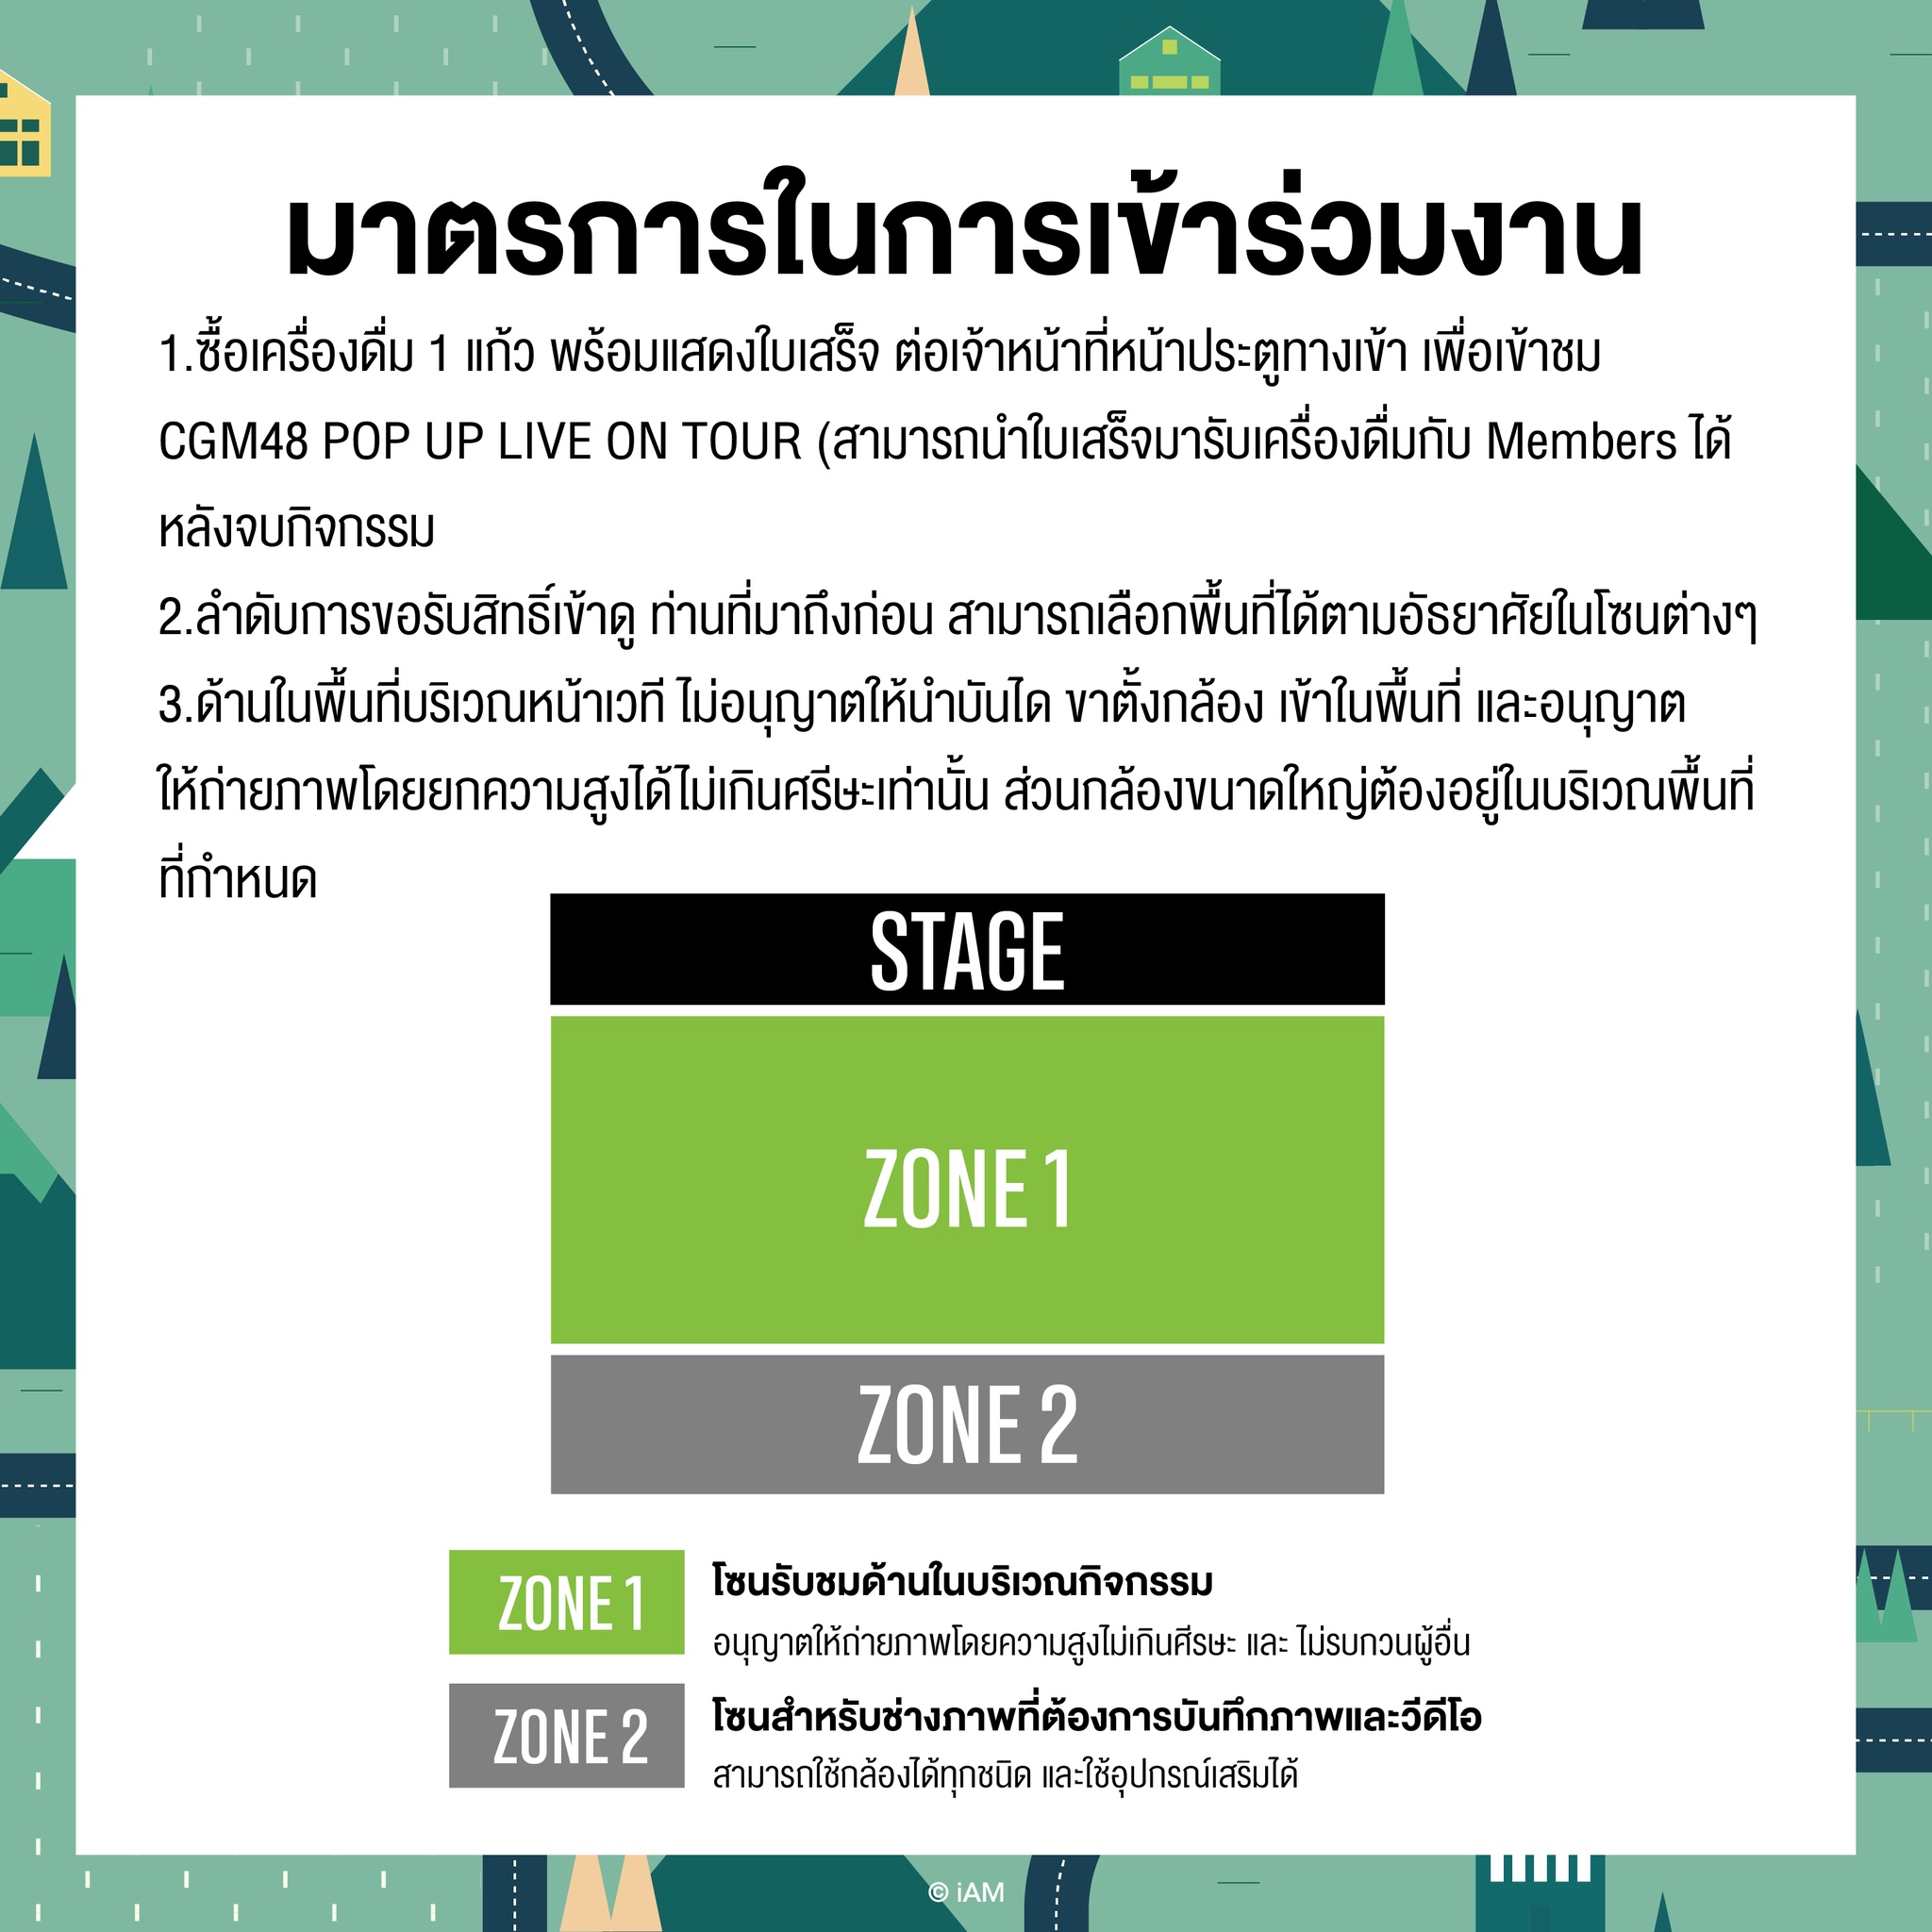 มาตรการในการเข้าร่วมงาน
1.ซื้อเครื่องดื่ม 1 แก้ว พร้อมแสดงใบเสร็จ ต่อเจ้าหน้าที่หน้าประตูทางเข้า เพื่อเข้าชม
CGM48 POP UP LIVE ON TOUR (สามารถนำใบเสร็จมารับเครื่องดื่มกับ Members ได้
หลังจบกิจกรรม
2.ลำดับการขอรับสิทธิ์เข้าดู ท่านที่มาถึงก่อน สามารถเลือกพื้นที่ได้ตามอัธยาศัยในโซนต่างๆ
3.ด้านในพื้นที่บริเวณหน้าเวที ไม่อนุญาตให้นำบันได ขาตั้งกล้อง เข้าในพื้นที่ และอนุญาต
ให้ถ่ายภาพโดยยกความสูงได้ไม่เกินศรีษะเท่านั้น ส่วนกล้องขนาดใหญ่ต้องอยู่ในบริเวณพื้นที่
ที่กำหนด
STAGE
ZONE 1
ZONE 2
ZONE 1
โซนรับชมด้านในบริเวณกิจกรรม
อนุญาตให้ถ่ายภาพโดยความสูงไม่เกินศีรษะ และ ไม่รบกวนผู้อื่น
ZONE 2
โซนสำหรับช่างภาพที่ต้องการบันทึกภาพและวีดีโอ
สามารถใช้กล้องได้ทุกชนิด และใช้อุปกรณ์เสริมได้
© iAM